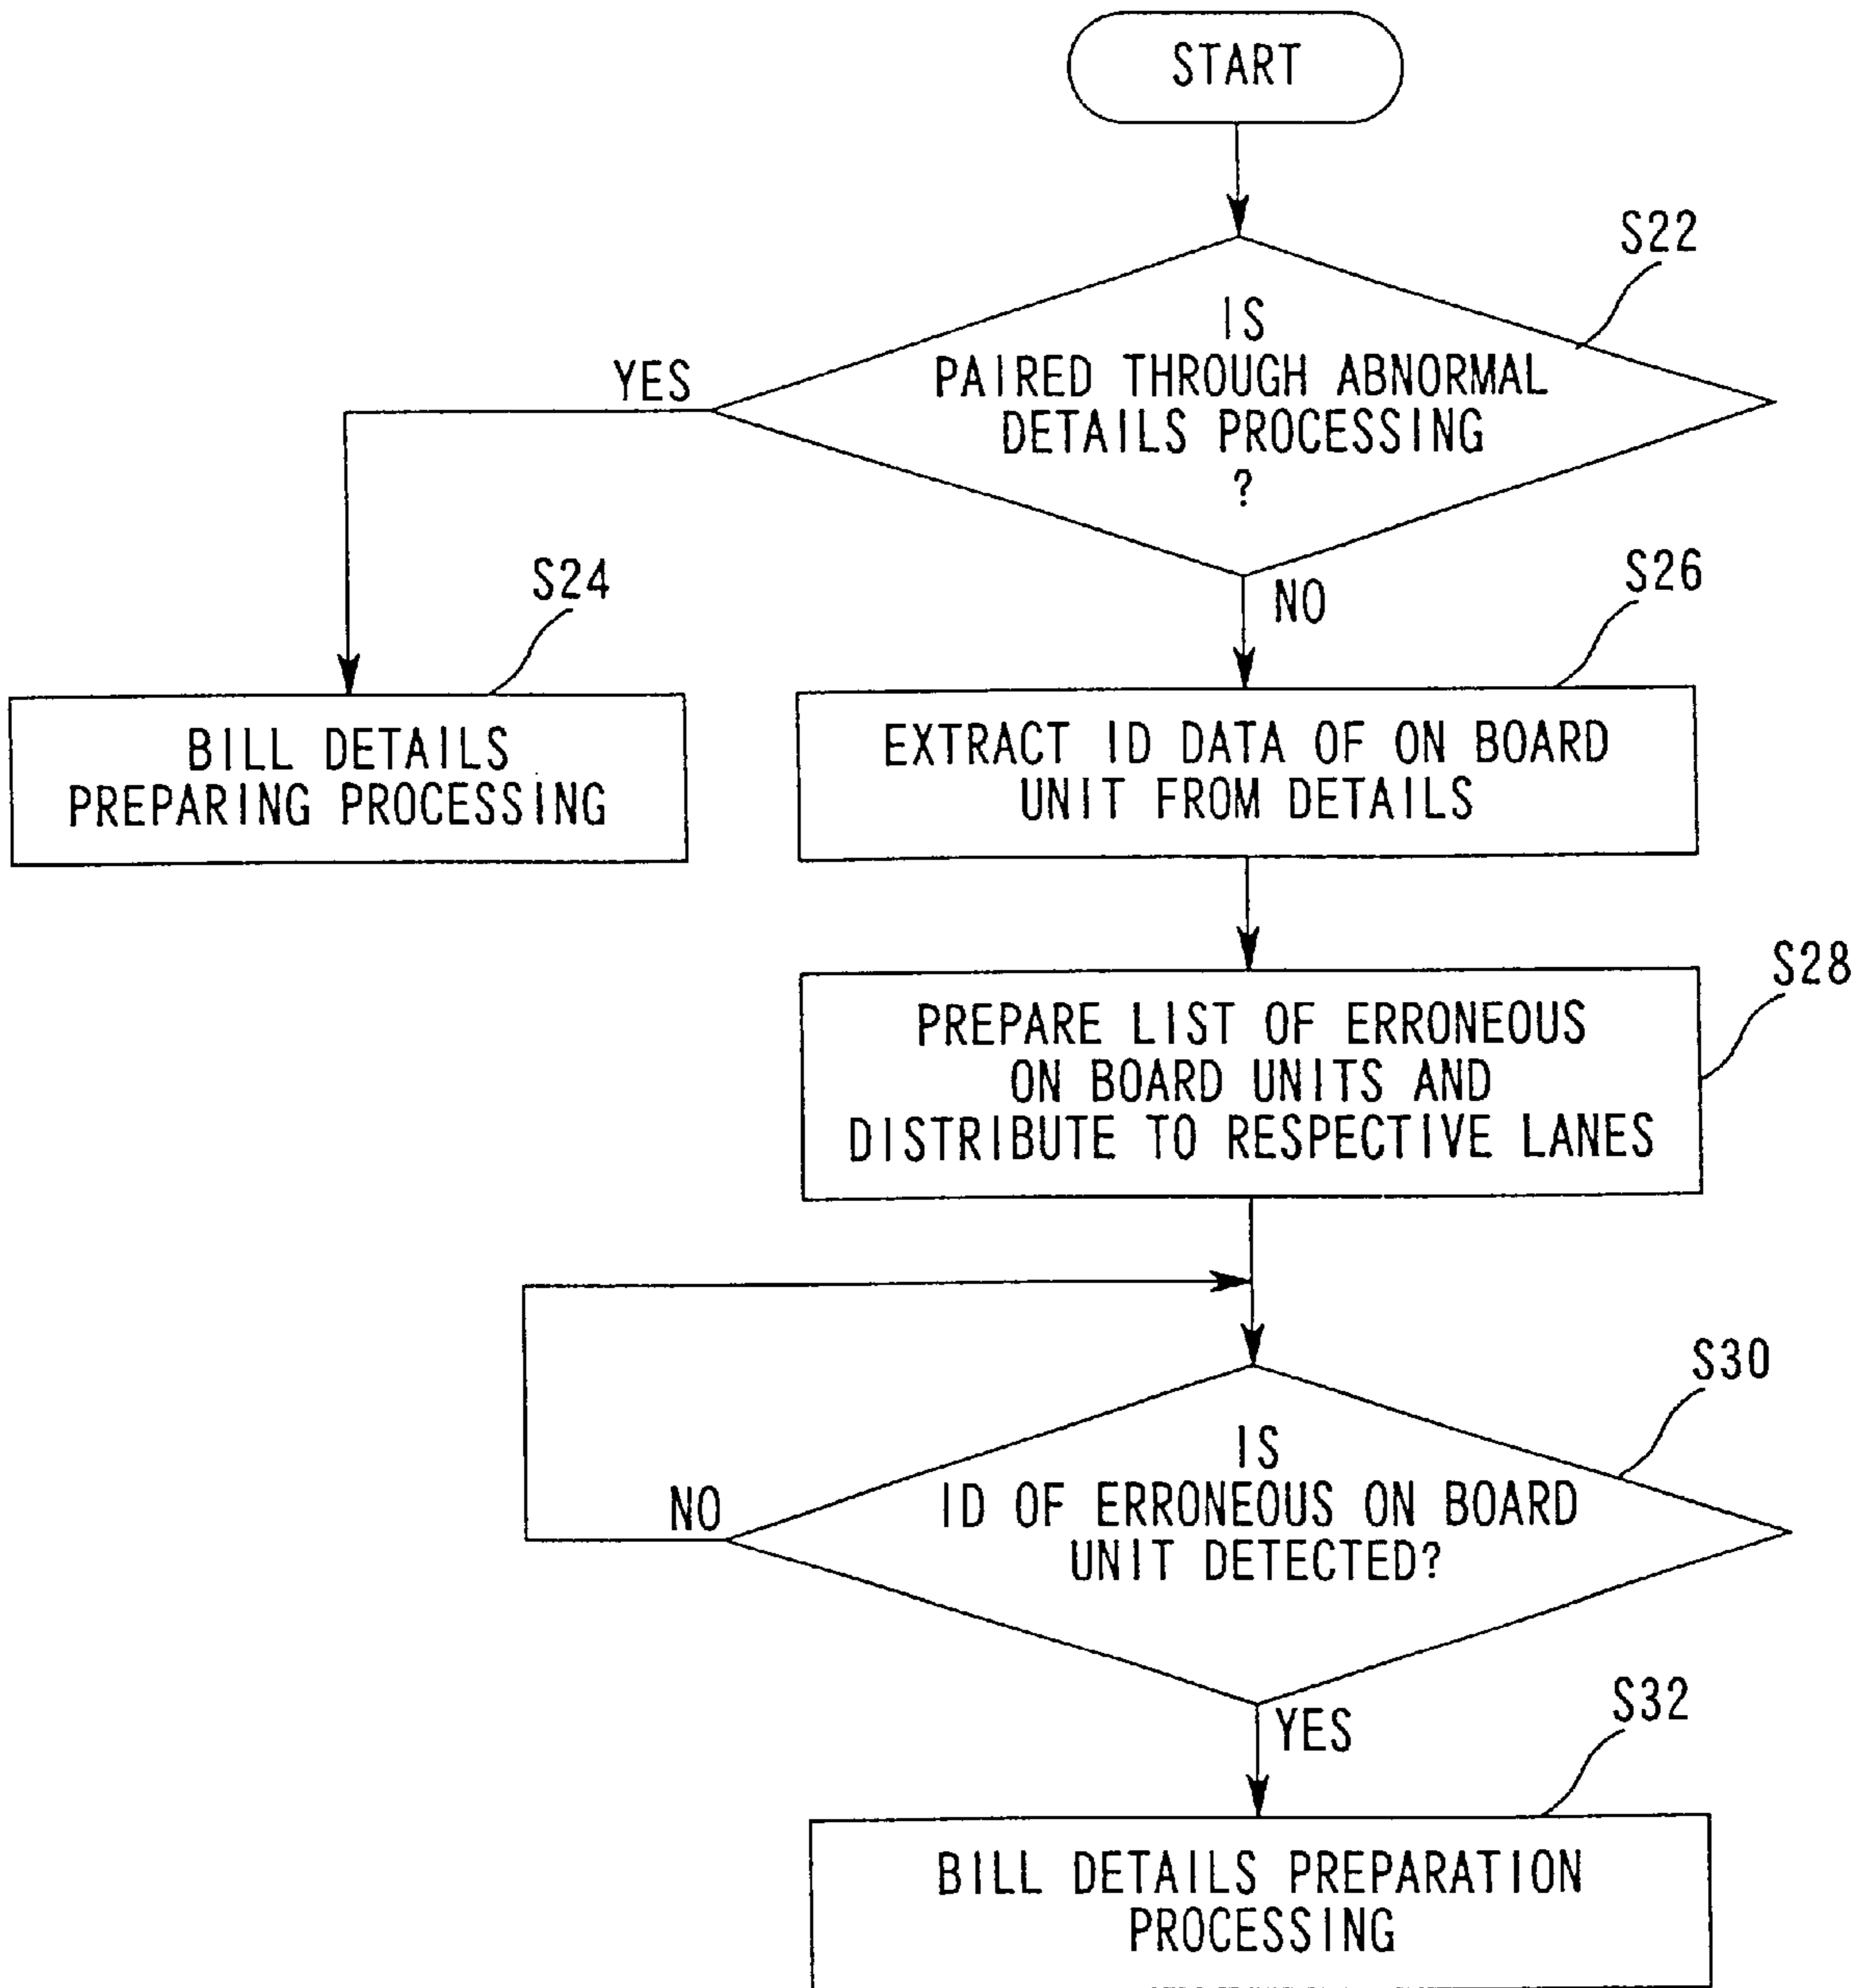 START
S22
IS
PAIRED THROUGH ABNORMAL
DETAILS PROCESSING
?
YES
NO
S24
BILL DETAILS
PREPARING PROCESSING
S26
EXTRACT ID DATA OF ON BOARD
UNIT FROM DETAILS
S28
PREPARE LIST OF ERRONEOUS
ON BOARD UNITS AND
DISTRIBUTE TO RESPECTIVE LANES
S30
IS
ID OF ERRONEOUS ON BOARD
UNIT DETECTED?
NO
YES
S32
BILL DETAILS PREPARATION
PROCESSING